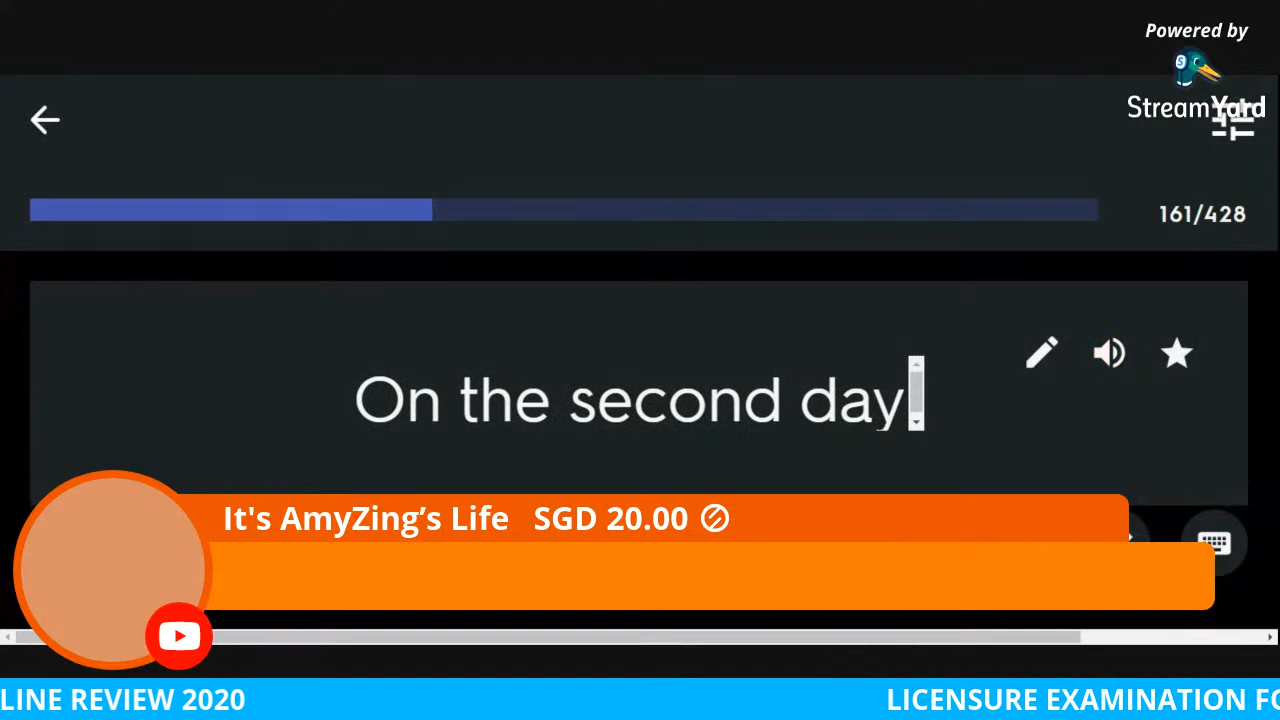 Powered by
StreamYard
161/428
On the second day
It's AmyZing’s Life SGD 20.00
LINE REVIEW 2020
LICENSURE EXAMINATION FO